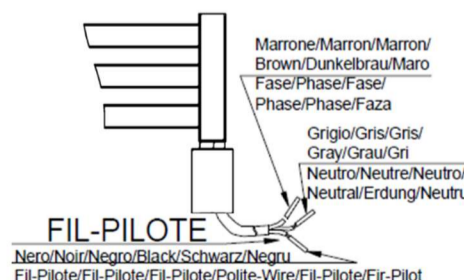 Marrone/Marron/Marron/
Brown/Dunkelbrau/Maro
Fase/Phase/Fase/
Phase/Phase/Faza
Grigio/Gris/Gris/
Gray/Grau/Gri
Neutro/Neutre/Neutro/
Neutral/Erdung/Neutru
FIL-PILOTE
Nero/Noir/Negro/Black/Schwarz/Negru
Fil-Pilote/Fil-Pilote/Fil-Pilote/Polite-Wire/Fil-Pilote/Fir-Pilot